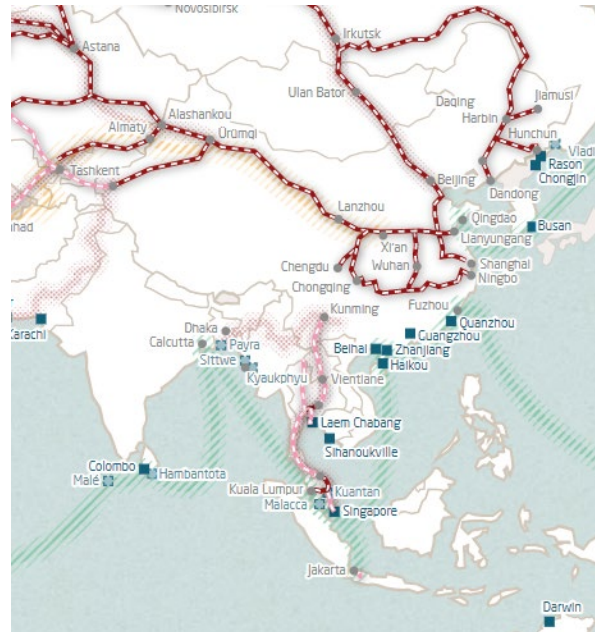 Novosibirsk
Irkutsk
Astana
Ulan Bator
Daqing
Jiamusi
Harbin
Alashankou
Hunchun
Almaty
Ürümqi
Vladi
Rason
Tashkent
Chongjin
Beijing
Dandong
Lanzhou
Qingdao
Busan
ahad
Lianyungang
Xi'an
Chengdu
Wuhan
Shanghai
Chongqing
Ningbo
Fuzhou
Kunming
Quanzhou
Karachi
Dhaka
Guangzhou
Calcutta
Payra
Beihai
Zhanjiang
Sittwe
Haikou
Kyaukphyu
Vientiane
Laem Chabang
Sihanoukville
Colombo
Hambantota
Malé
Kuala Lumpur
Kuantan
Malacca
Singapore
Jakarta
Darwin